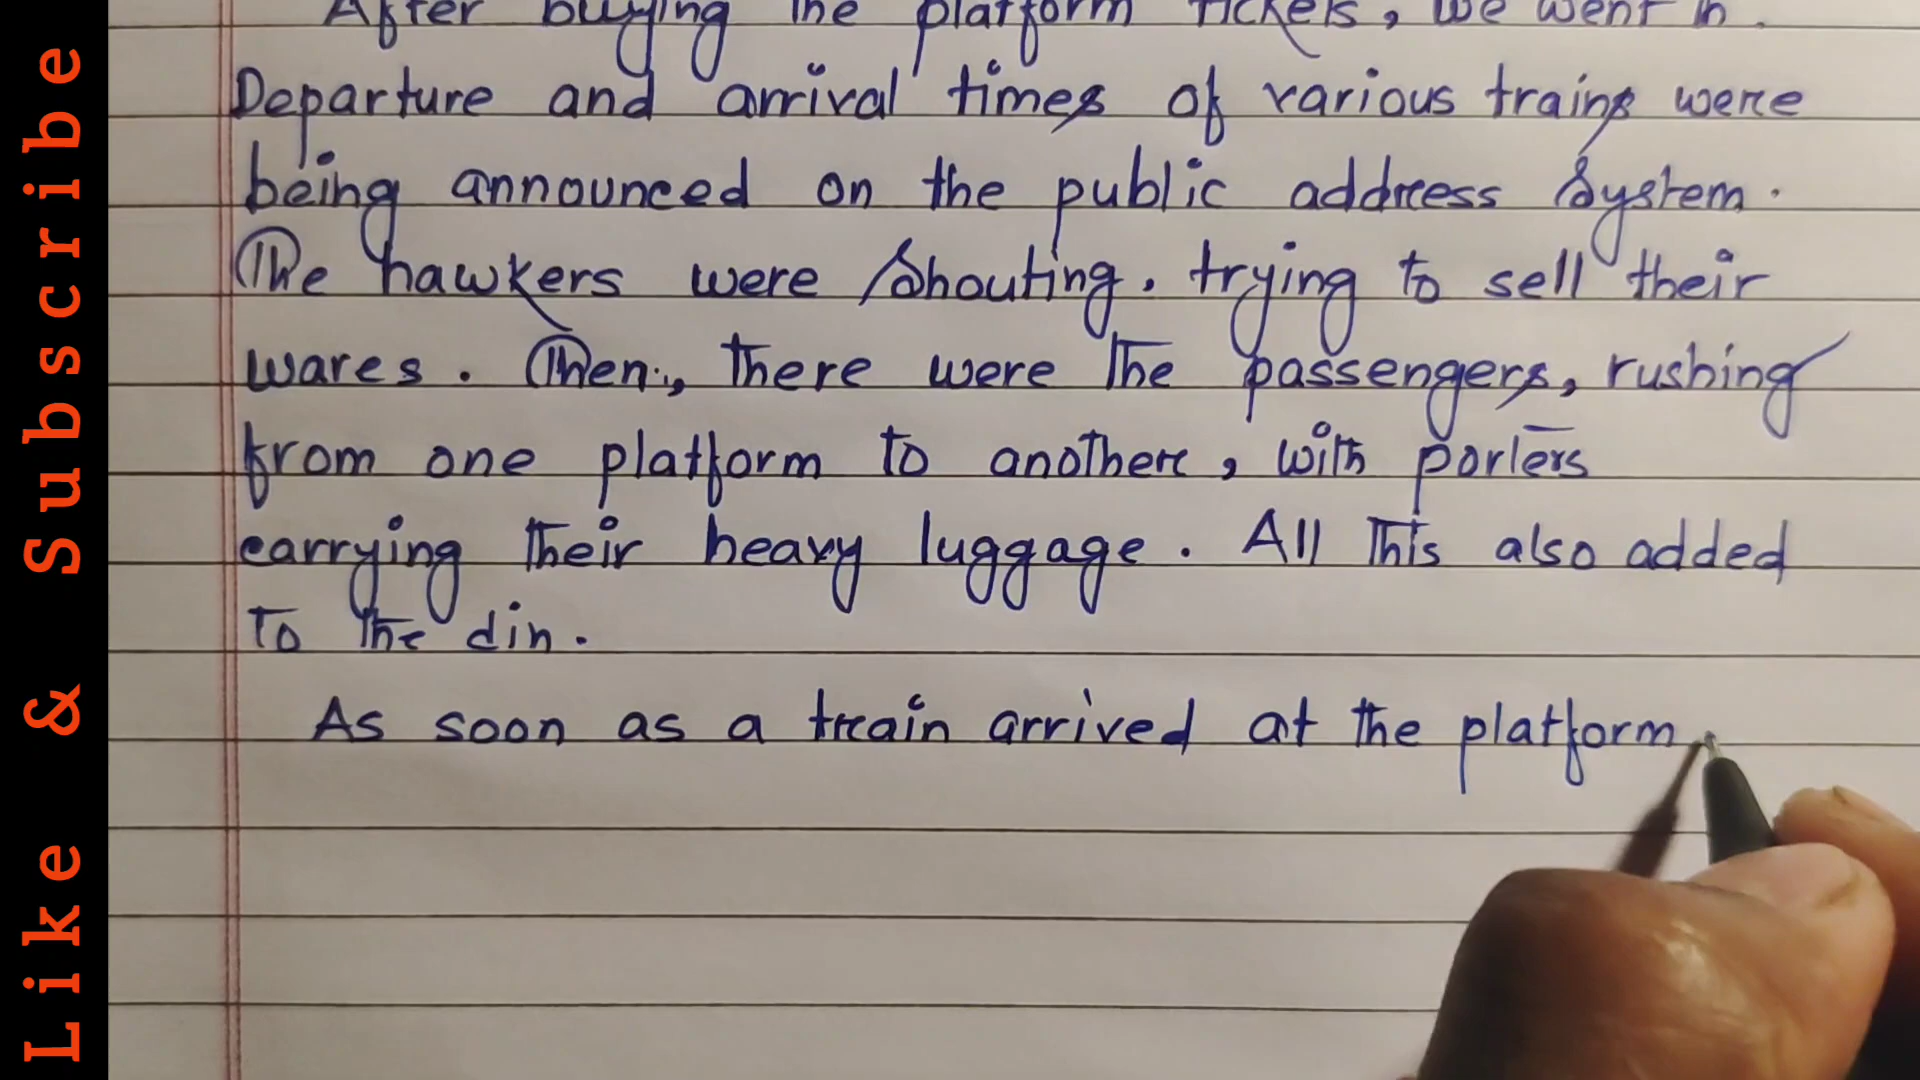 Like & Subscribe
After buying the platform tickets, we went in.
Departure and arrival times of various trains were
being announced on the public address system.
The hawkers were shouting. trying to sell their
wares. Then., there were the passengers, rushing
from one platform to another, with porters
carrying their heavy luggage. All this also added
to the din.
As soon as a train arrived at the platform